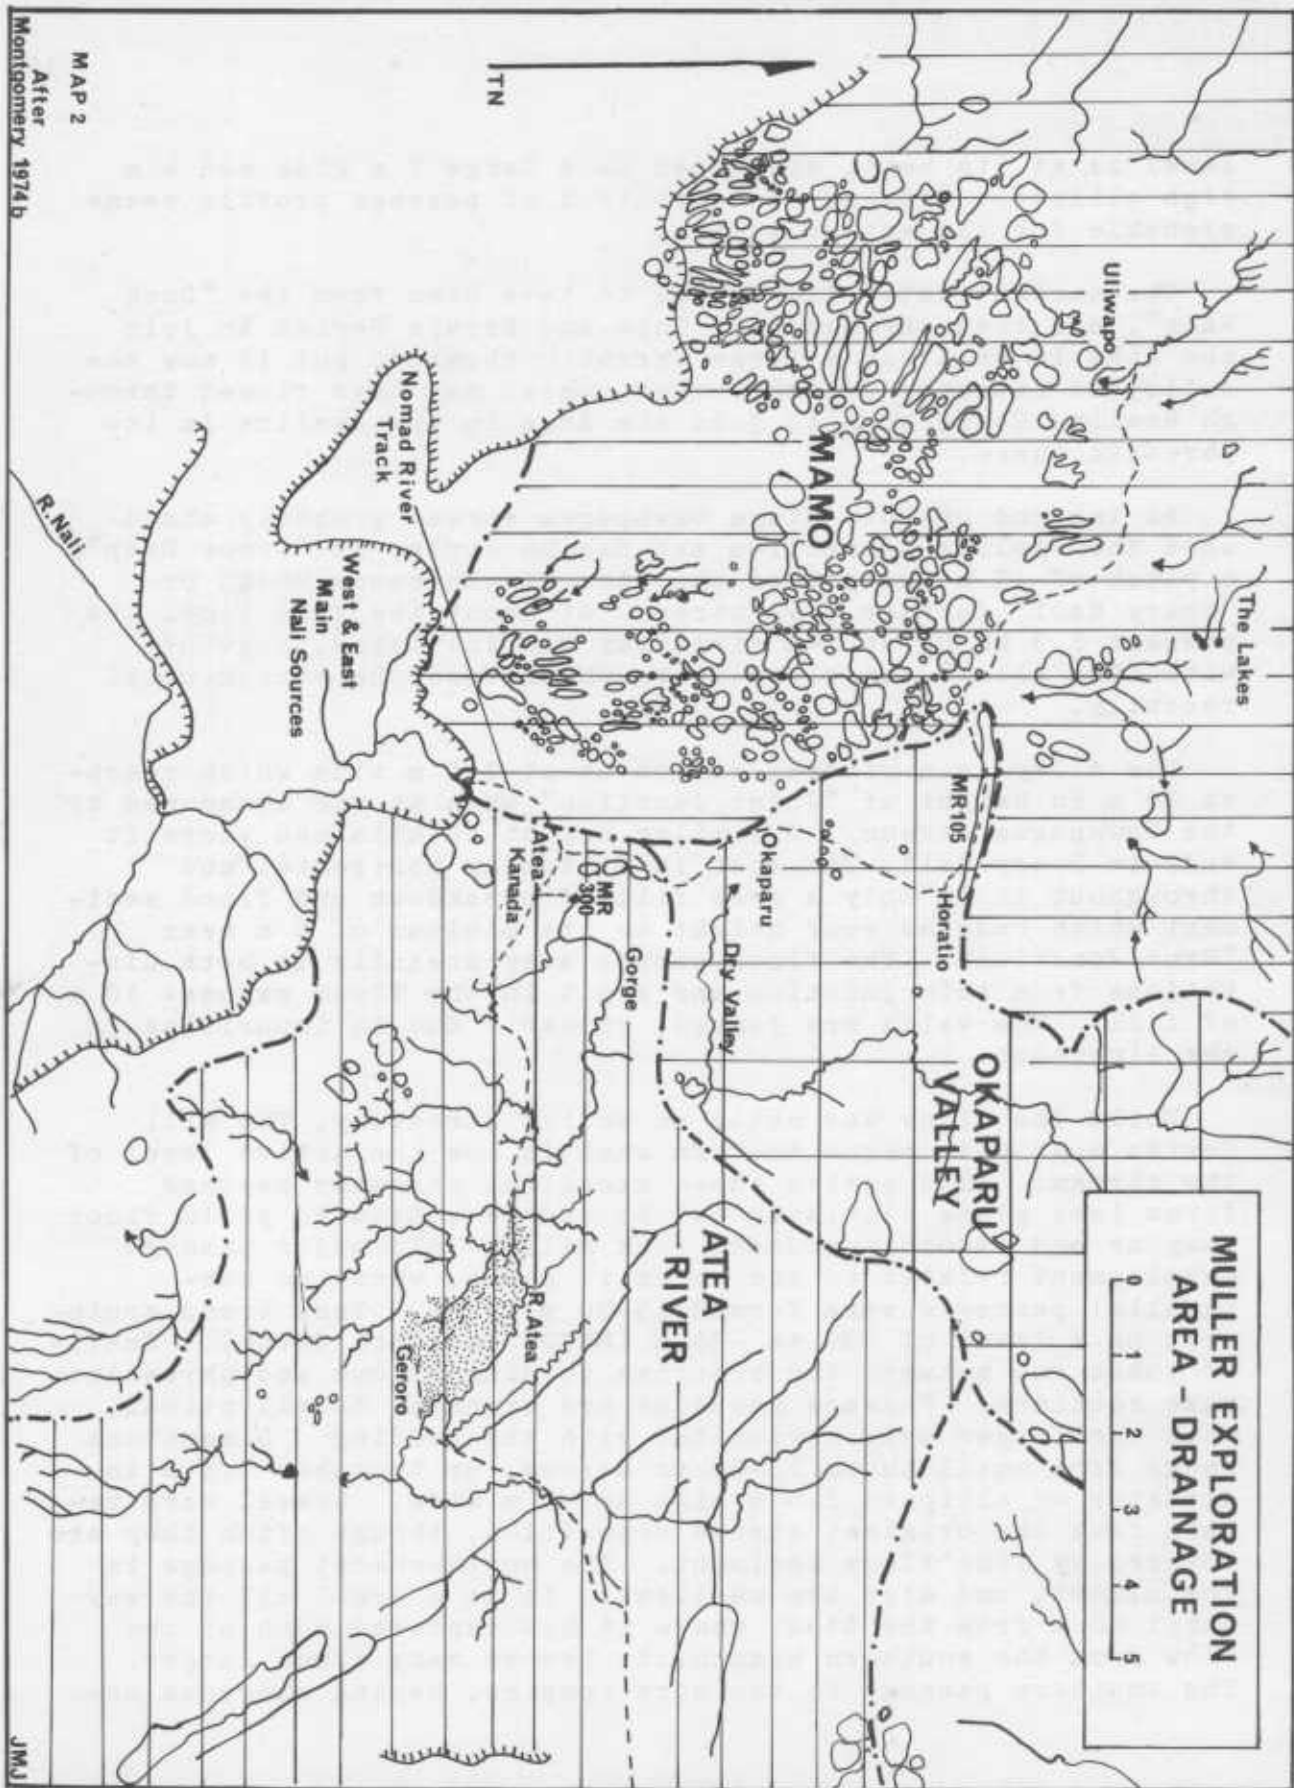 MULLER EXPLORATION
AREA - DRAINAGE
0 1 2 3 4 5
The Lakes
Uliwapo
MR105
Horatio
OKAPARU
VALLEY
MAMO
Okaparu
Dry Valley
ATEA
RIVER
Gorge
MR
300
Atea
Kanada
R. Atea
Geroro
Nomad River
Track
West & East
Main
Nali Sources
R. Nali
TN
MAP 2
After
Montgomery 1974b
JMJ